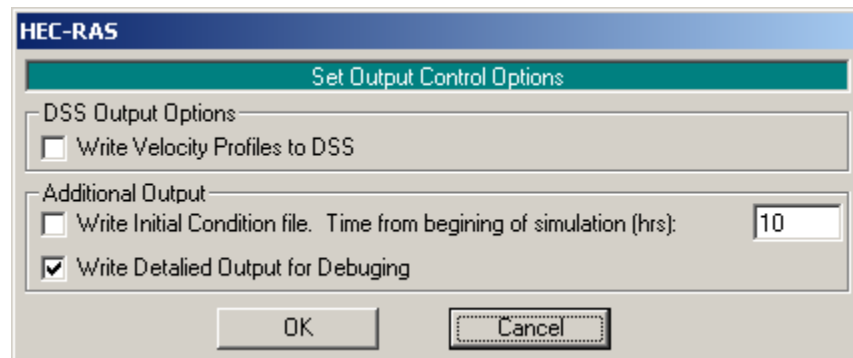 HEC-RAS
Set Output Control Options
DSS Output Options
Write Velocity Profiles to DSS
Additional Output
Write Initial Condition file. Time from begining of simulation (hrs): 10
Write Detalied Output for Debuging
OK Cancel